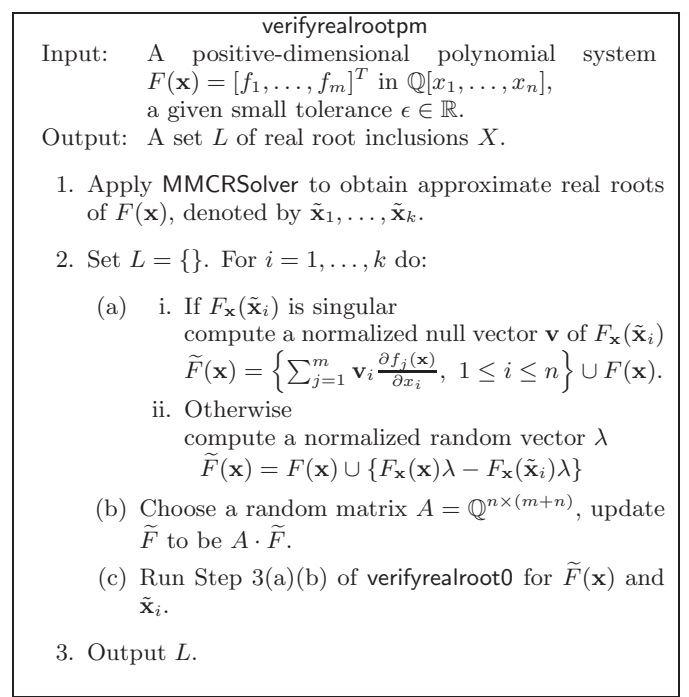 verifyrealrootpm
Input: A positive-dimensional polynomial system
F(x) = [f₁, . . . , fₘ]ᵀ in ℚ[x₁, . . . , xₙ],
a given small tolerance ϵ ∈ ℝ.
Output: A set L of real root inclusions X.
1. Apply MMCRSolver to obtain approximate real roots
of F(x), denoted by x̃₁, . . . , x̃ₖ.
2. Set L = {}. For i = 1, . . . , k do:
(a) i. If Fₓ(x̃ᵢ) is singular
compute a normalized null vector v of Fₓ(x̃ᵢ)
F̃(x) = {∑ⱼ₌₁ᵐ vᵢ ∂fⱼ(x)/∂xᵢ, 1 ≤ i ≤ n} ∪ F(x).
ii. Otherwise
compute a normalized random vector λ
F̃(x) = F(x) ∪ {Fₓ(x)λ − Fₓ(x̃ᵢ)λ}
(b) Choose a random matrix A = ℚⁿˣ⁽ᵐ⁺ⁿ⁾, update
F̃ to be A · F̃.
(c) Run Step 3(a)(b) of verifyrealroot0 for F̃(x) and
x̃ᵢ.
3. Output L.